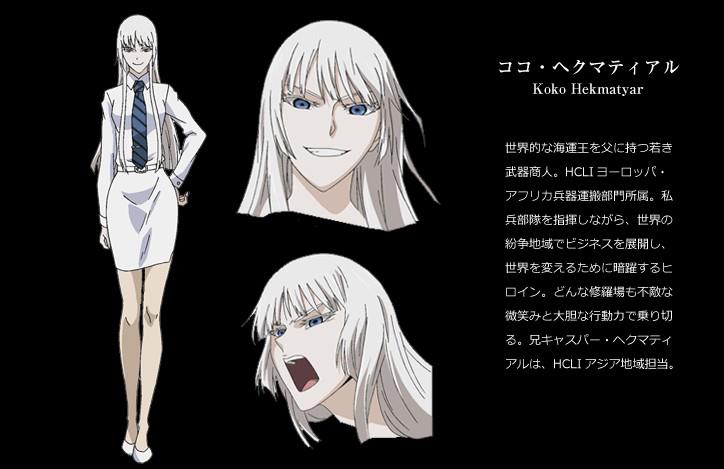 ココ・ヘクマティアル
Koko Hekmatyar
世界的な海運王を父に持つ若き
武器商人。HCLI ヨーロッパ・
アフリカ兵器運搬部門所属。私
兵部隊を指揮しながら、世界の
紛争地域でビジネスを展開し、
世界を変えるために暗躍するヒ
ロイン。どんな修羅場も不敵な
微笑みと大胆な行動力で乗り切
る。兄キャスパー・ヘクマティ
アルは、HCLI アジア地域担当。